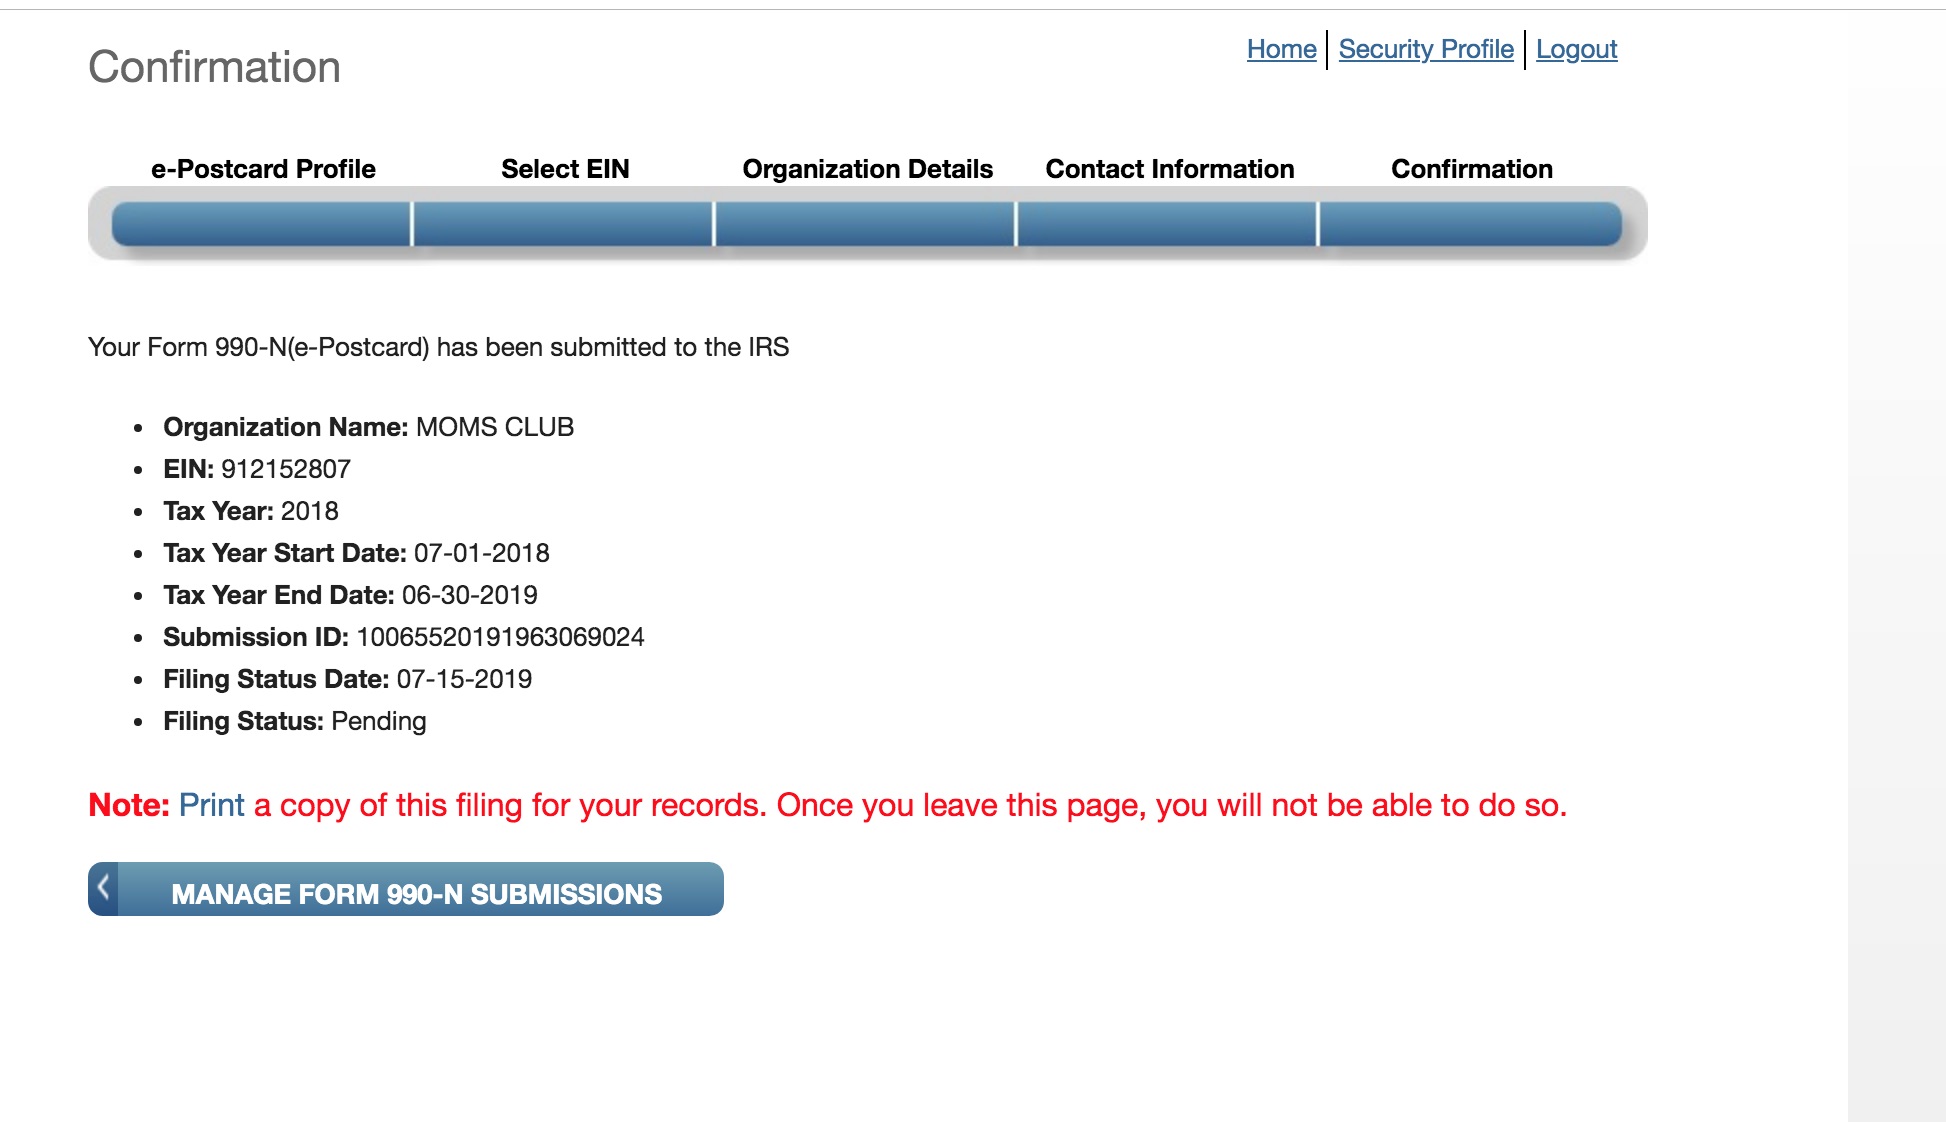 Confirmation
Home Security Profile Logout
e-Postcard Profile Select EIN Organization Details Contact Information Confirmation
Your Form 990-N(e-Postcard) has been submitted to the IRS
• Organization Name: MOMS CLUB
• EIN: 912152807
• Tax Year: 2018
• Tax Year Start Date: 07-01-2018
• Tax Year End Date: 06-30-2019
• Submission ID: 10065520191963069024
• Filing Status Date: 07-15-2019
• Filing Status: Pending
Note: Print a copy of this filing for your records. Once you leave this page, you will not be able to do so.
MANAGE FORM 990-N SUBMISSIONS